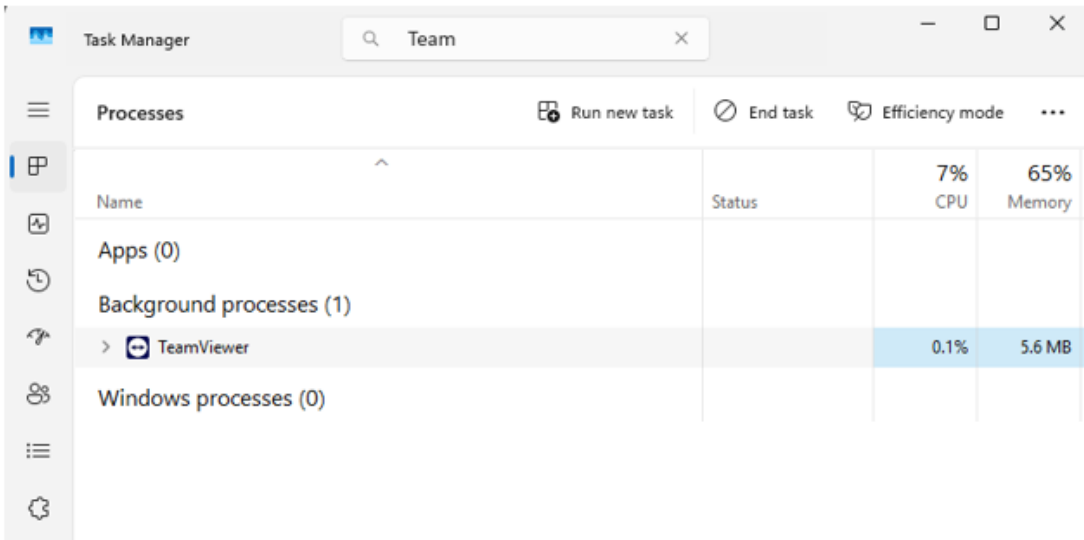 Task Manager
Team
Processes
Run new task
End task
Efficiency mode
7%
65%
Name
Status
CPU
Memory
Apps (0)
Background processes (1)
TeamViewer
0.1%
5.6 MB
Windows processes (0)